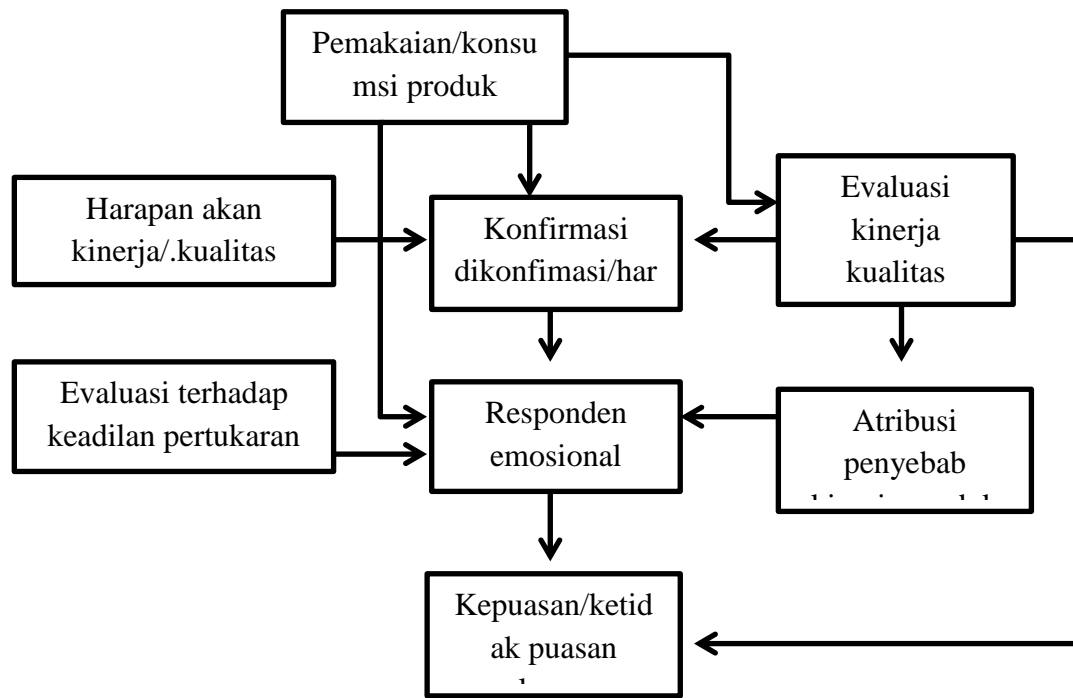 Pemakaian/konsu
msi produk
Harapan akan
kinerja/.kualitas
Konfirmasi
dikonfimasi/har
Evaluasi
kinerja
kualitas
Evaluasi terhadap
keadilan pertukaran
Responden
emosional
Atribusi
penyebab
Kepuasan/ketid
ak puasan